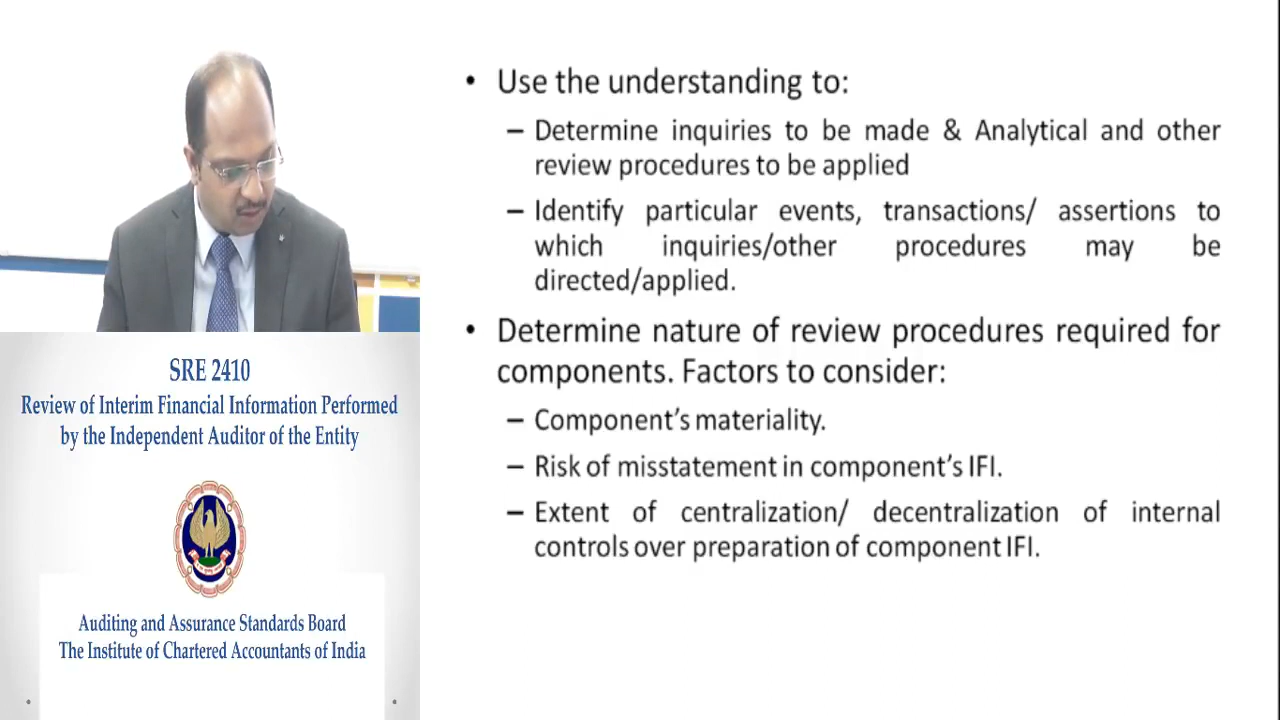 • Use the understanding to:
– Determine inquiries to be made & Analytical and other
review procedures to be applied
– Identify particular events, transactions/ assertions to
which inquiries/other procedures may be
directed/applied.
• Determine nature of review procedures required for
components. Factors to consider:
– Component’s materiality.
– Risk of misstatement in component’s IFI.
– Extent of centralization/ decentralization of internal
controls over preparation of component IFI.
SRE 2410
Review of Interim Financial Information Performed
by the Independent Auditor of the Entity
Auditing and Assurance Standards Board
The Institute of Chartered Accountants of India